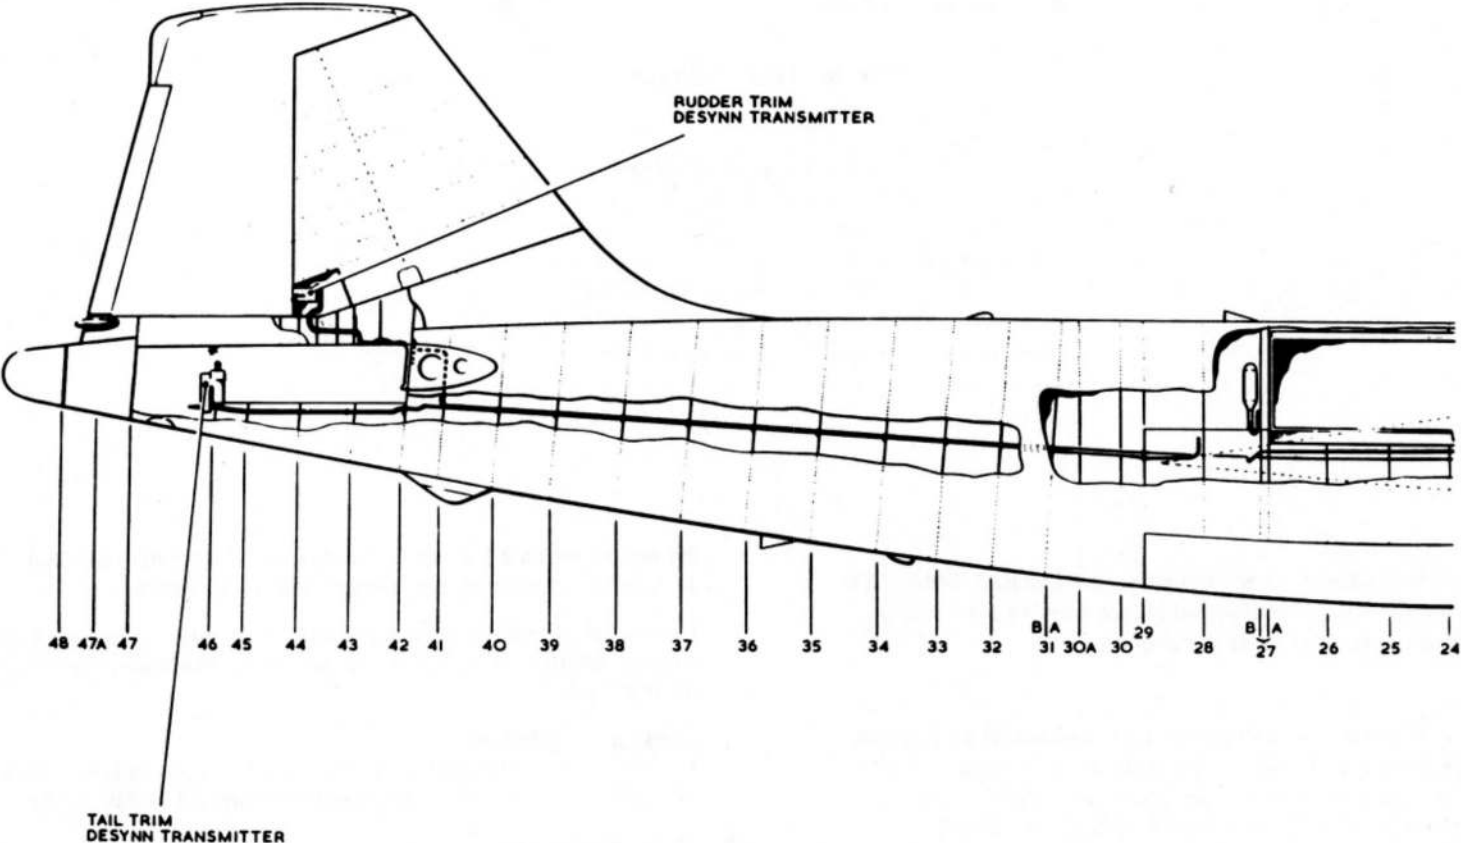 RUDDER TRIM
DESYNN TRANSMITTER
B A
29
B A
48 47A 47 46 45 44 43 42 41 40 39 38 37 36 35 34 33 32 31 30A 30 28 27 26 25 24
TAIL TRIM
DESYNN TRANSMITTER